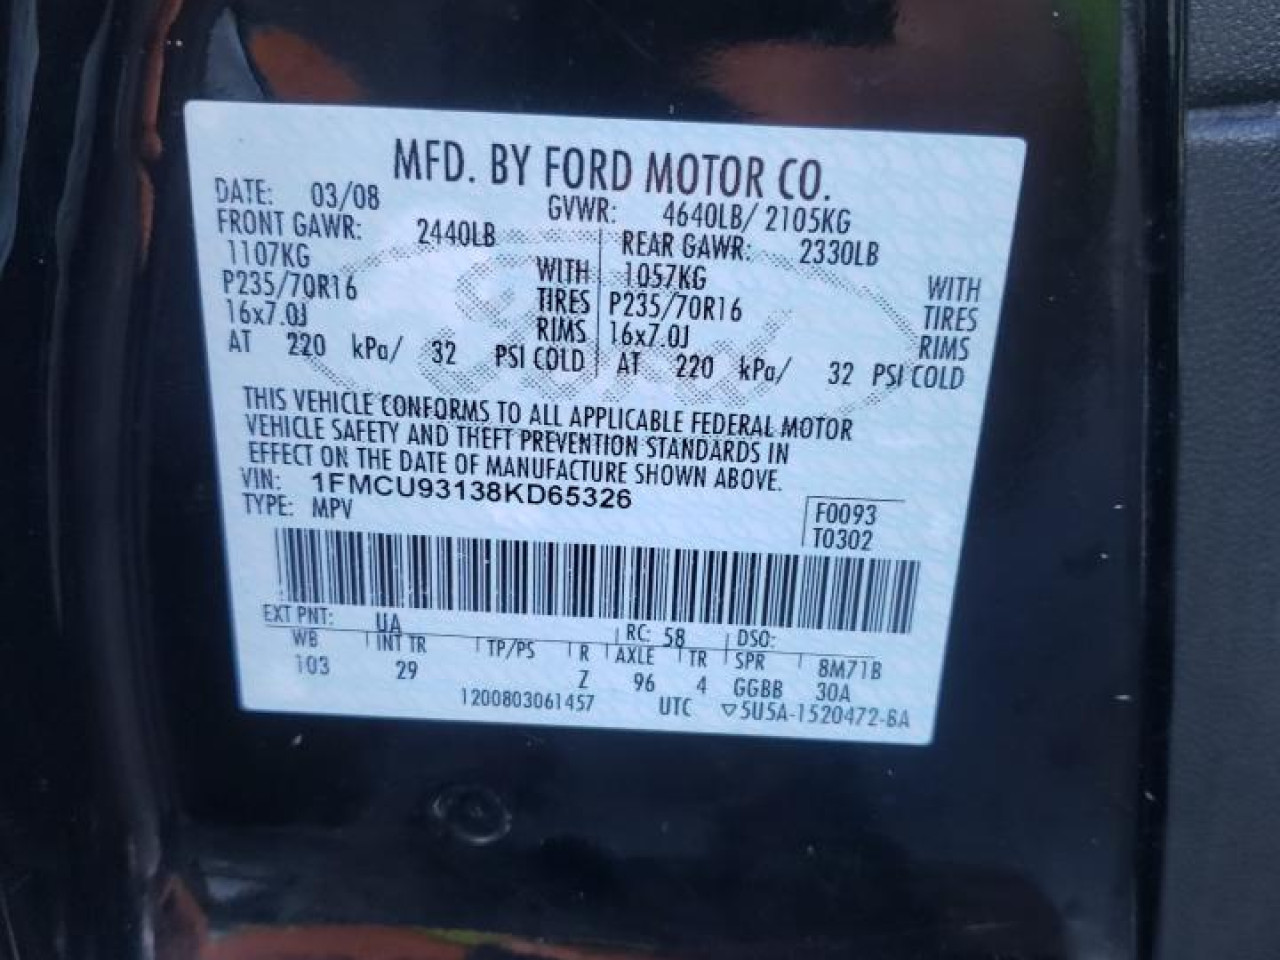 MFD. BY FORD MOTOR CO.
DATE: 03/08 GVWR: 4640LB/ 2105KG
FRONT GAWR: 2440LB REAR GAWR: 2330LB
1107KG WITH 1057KG WITH
P235/70R16 TIRES P235/70R16 TIRES
16x7.0J RIMS 16x7.0J RIMS
AT 220 kPa/ 32 PSI COLD AT 220 kPa/ 32 PSI COLD
THIS VEHICLE CONFORMS TO ALL APPLICABLE FEDERAL MOTOR
VEHICLE SAFETY AND THEFT PREVENTION STANDARDS IN
EFFECT ON THE DATE OF MANUFACTURE SHOWN ABOVE.
VIN: 1FMCU93138KD65326
TYPE: MPV F0093
T0302
EXT PNT: UA RC: 58 DSO:
WB INT TR TP/PS R AXLE TR SPR 8M71B
103 29 Z 96 4 GGBB 30A
1200803061457 UTC ▽5U5A-1520472-BA